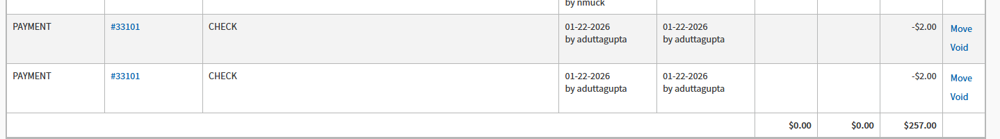 by nmuck
PAYMENT #33101 CHECK 01-22-2026 01-22-2026 -$2.00 Move
by aduttagupta by aduttagupta
Void
PAYMENT #33101 CHECK 01-22-2026 01-22-2026 -$2.00 Move
by aduttagupta by aduttagupta
Void
$0.00 $0.00 $257.00